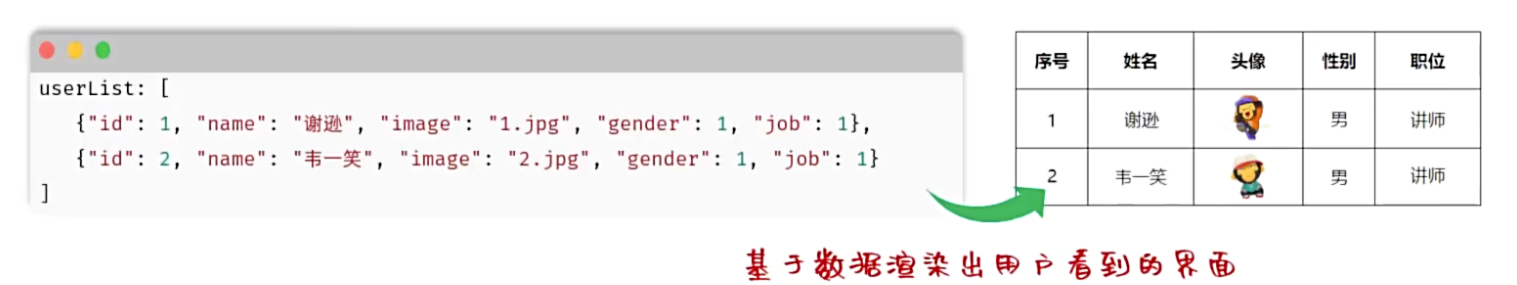 userList: [
{"id": 1, "name": "谢逊", "image": "1.jpg", "gender": 1, "job": 1},
{"id": 2, "name": "韦一笑", "image": "2.jpg", "gender": 1, "job": 1}
]
序号 姓名 头像 性别 职位
1 谢逊 男 讲师
2 韦一笑 男 讲师
基于数据渲染出用户看到的界面